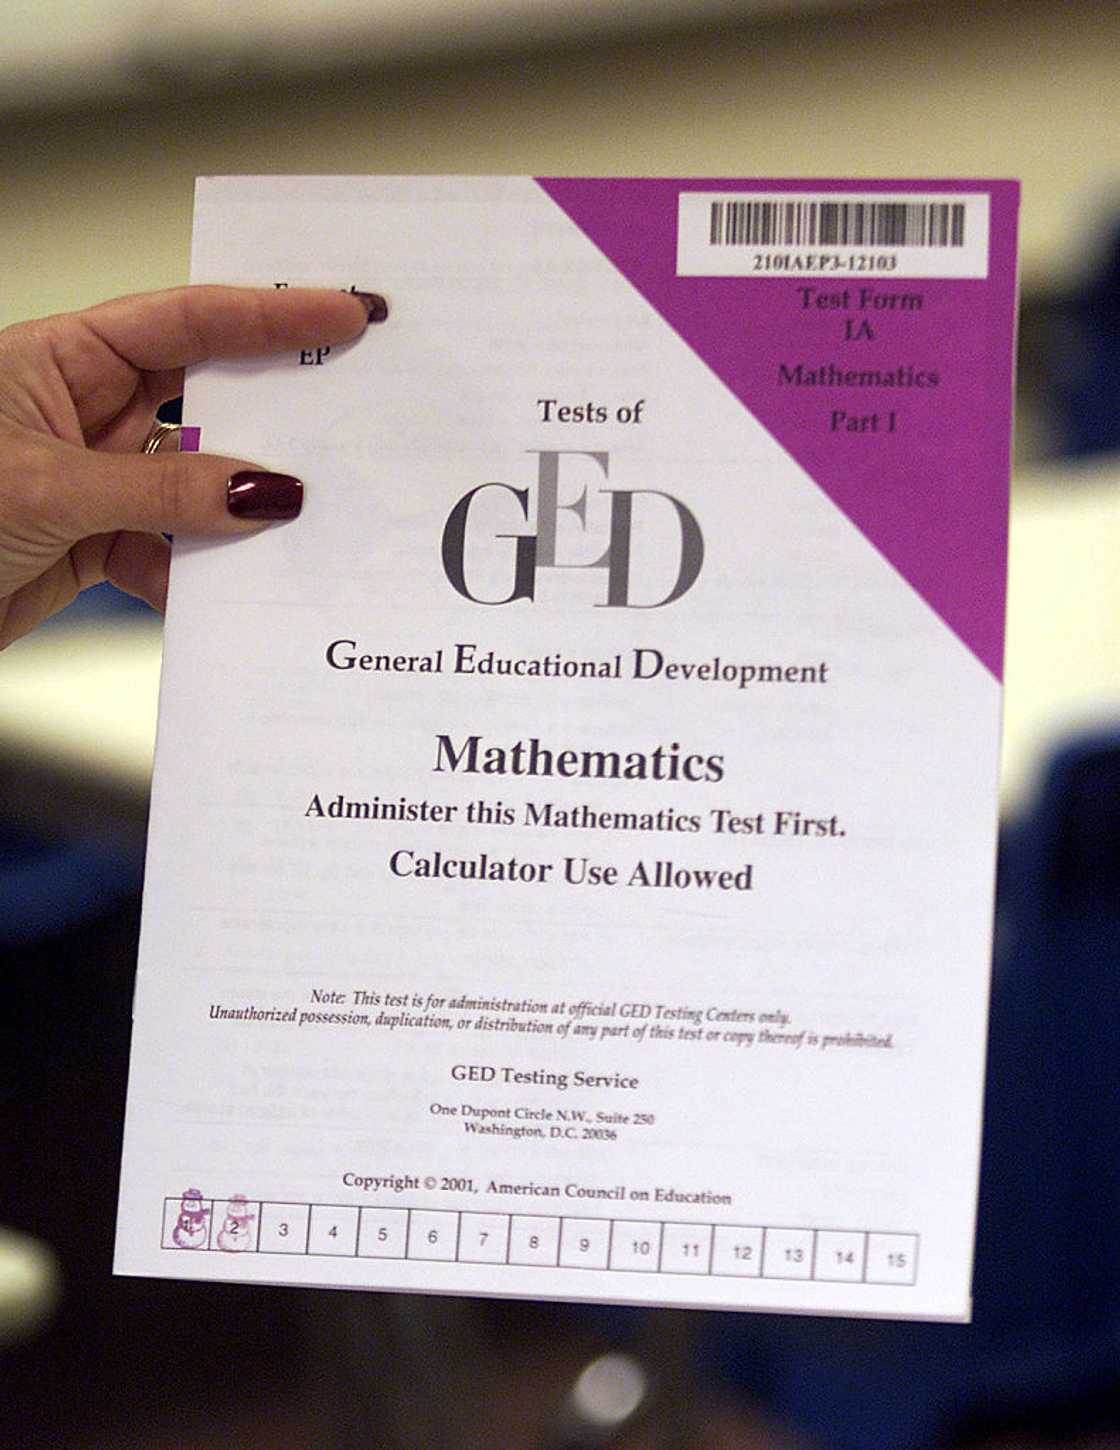 210IAEP3-12103
Test Form
IA
Mathematics
Part I
EP
Tests of
GED
General Educational Development
Mathematics
Administer this Mathematics Test First.
Calculator Use Allowed
Note: This test is for administration at official GED Testing Centers only.
Unauthorized possession, duplication, or distribution of any part of this test or copy thereof is prohibited.
GED Testing Service
One Dupont Circle N.W., Suite 250
Washington, D.C. 20036
Copyright © 2001, American Council on Education
1 2 3 4 5 6 7 8 9 10 11 12 13 14 15